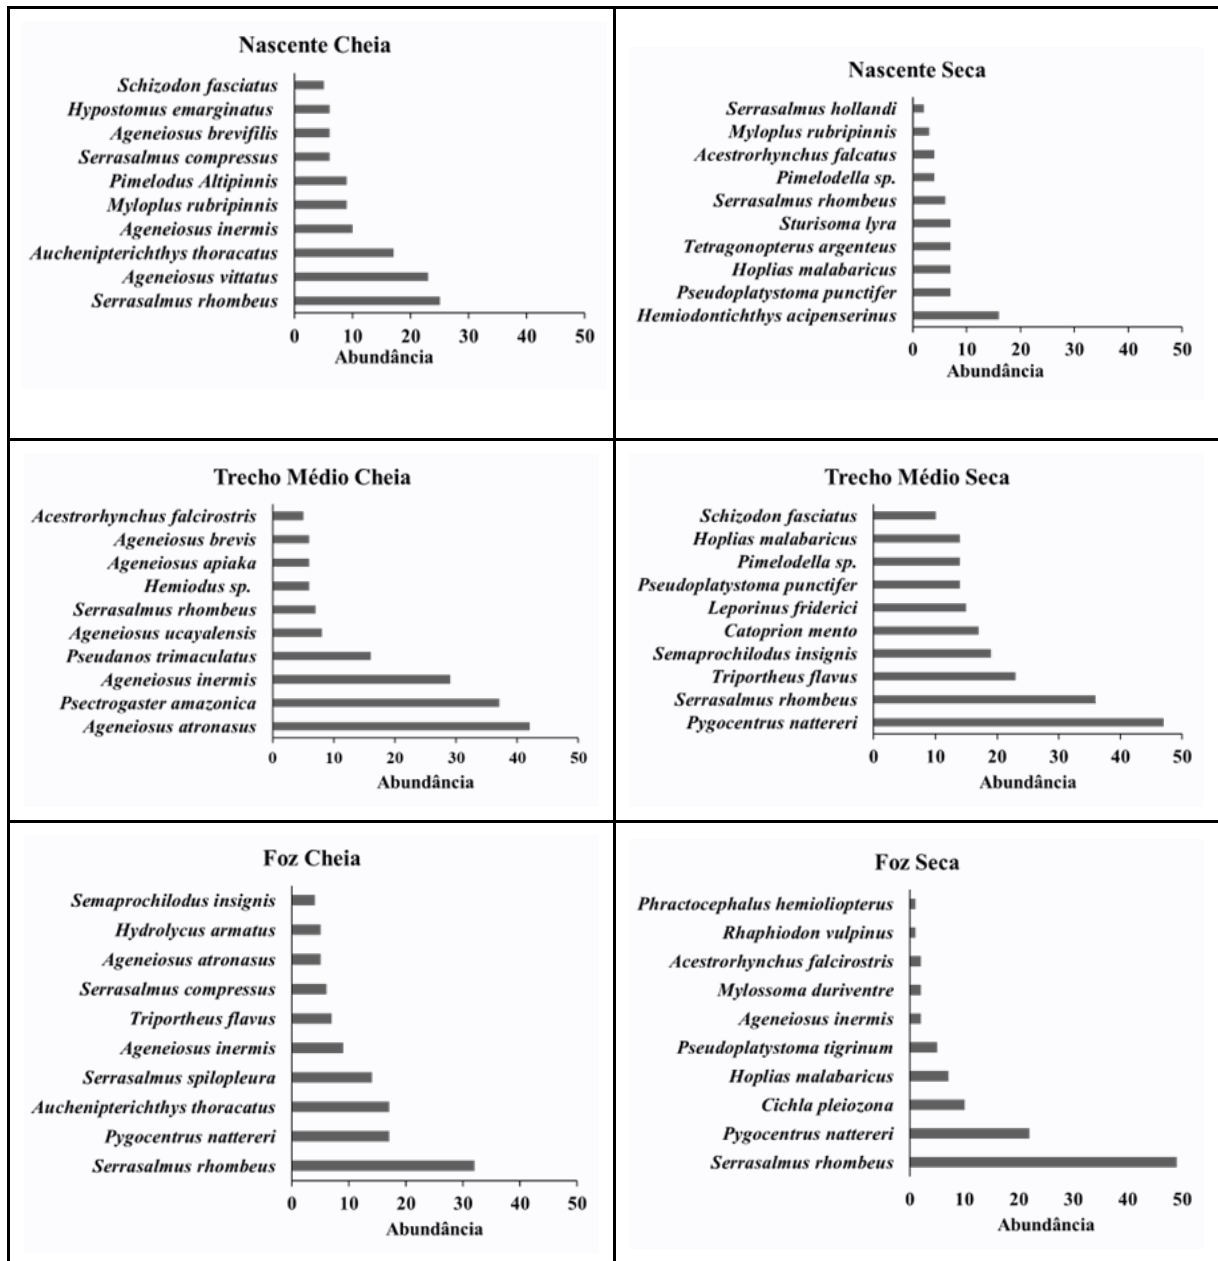 Nascente Cheia
Schizodon fasciatus
Hypostomus emarginatus
Ageneiosus brevifilis
Serrasalmus compressus
Pimelodus Altipinnis
Myloplus rubripinnis
Ageneiosus inermis
Auchenipterichthys thoracatus
Ageneiosus vittatus
Serrasalmus rhombeus
0 10 20 30 40 50
Abundância
Nascente Seca
Serrasalmus hollandi
Myloplus rubripinnis
Acestrorhynchus falcatus
Pimelodella sp.
Serrasalmus rhombeus
Sturisoma lyra
Tetragonopterus argenteus
Hoplias malabaricus
Pseudoplatystoma punctifer
Hemiodontichthys acipenserinus
0 10 20 30 40 50
Abundância
Trecho Médio Cheia
Acestrorhynchus falcirostris
Ageneiosus brevis
Ageneiosus apiaka
Hemiodus sp.
Serrasalmus rhombeus
Ageneiosus ucayalensis
Pseudanos trimaculatus
Ageneiosus inermis
Psectrogaster amazonica
Ageneiosus atronasus
0 10 20 30 40 50
Abundância
Trecho Médio Seca
Schizodon fasciatus
Hoplias malabaricus
Pimelodella sp.
Pseudoplatystoma punctifer
Leporinus friderici
Catoprion mento
Semaprochilodus insignis
Triportheus flavus
Serrasalmus rhombeus
Pygocentrus nattereri
0 10 20 30 40 50
Abundância
Foz Cheia
Semaprochilodus insignis
Hydrolycus armatus
Ageneiosus atronasus
Serrasalmus compressus
Triportheus flavus
Ageneiosus inermis
Serrasalmus spilopleura
Auchenipterichthys thoracatus
Pygocentrus nattereri
Serrasalmus rhombeus
0 10 20 30 40 50
Abundância
Foz Seca
Phractocephalus hemioliopterus
Rhaphiodon vulpinus
Acestrorhynchus falcirostris
Mylossoma duriventre
Ageneiosus inermis
Pseudoplatystoma tigrinum
Hoplias malabaricus
Cichla pleiozona
Pygocentrus nattereri
Serrasalmus rhombeus
0 10 20 30 40 50
Abundância